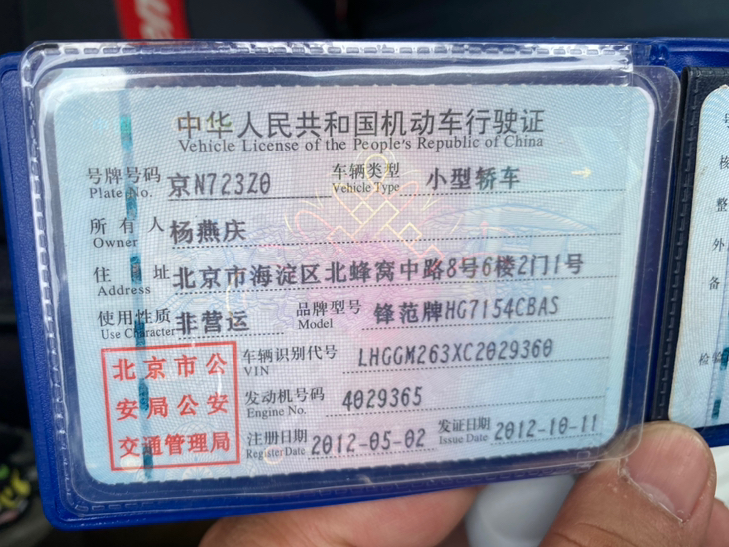 中华人民共和国机动车行驶证
Vehicle License of the People's Republic of China
号牌号码 京N723Z0 车辆类型 小型轿车
Plate No. Vehicle Type
所有人 杨燕庆
Owner
住址 北京市海淀区北蜂窝中路8号6楼2门1号
Address
使用性质 非营运 品牌型号 锋范牌HG7154CBAS
Use Character Model
北京市公
安局公安
交通管理局
车辆识别代号 LHGGM263XC2029360
VIN
发动机号码 4029365
Engine No.
注册日期 2012-05-02 发证日期 2012-10-11
Register Date Issue Date
号
核
整
外
备
检